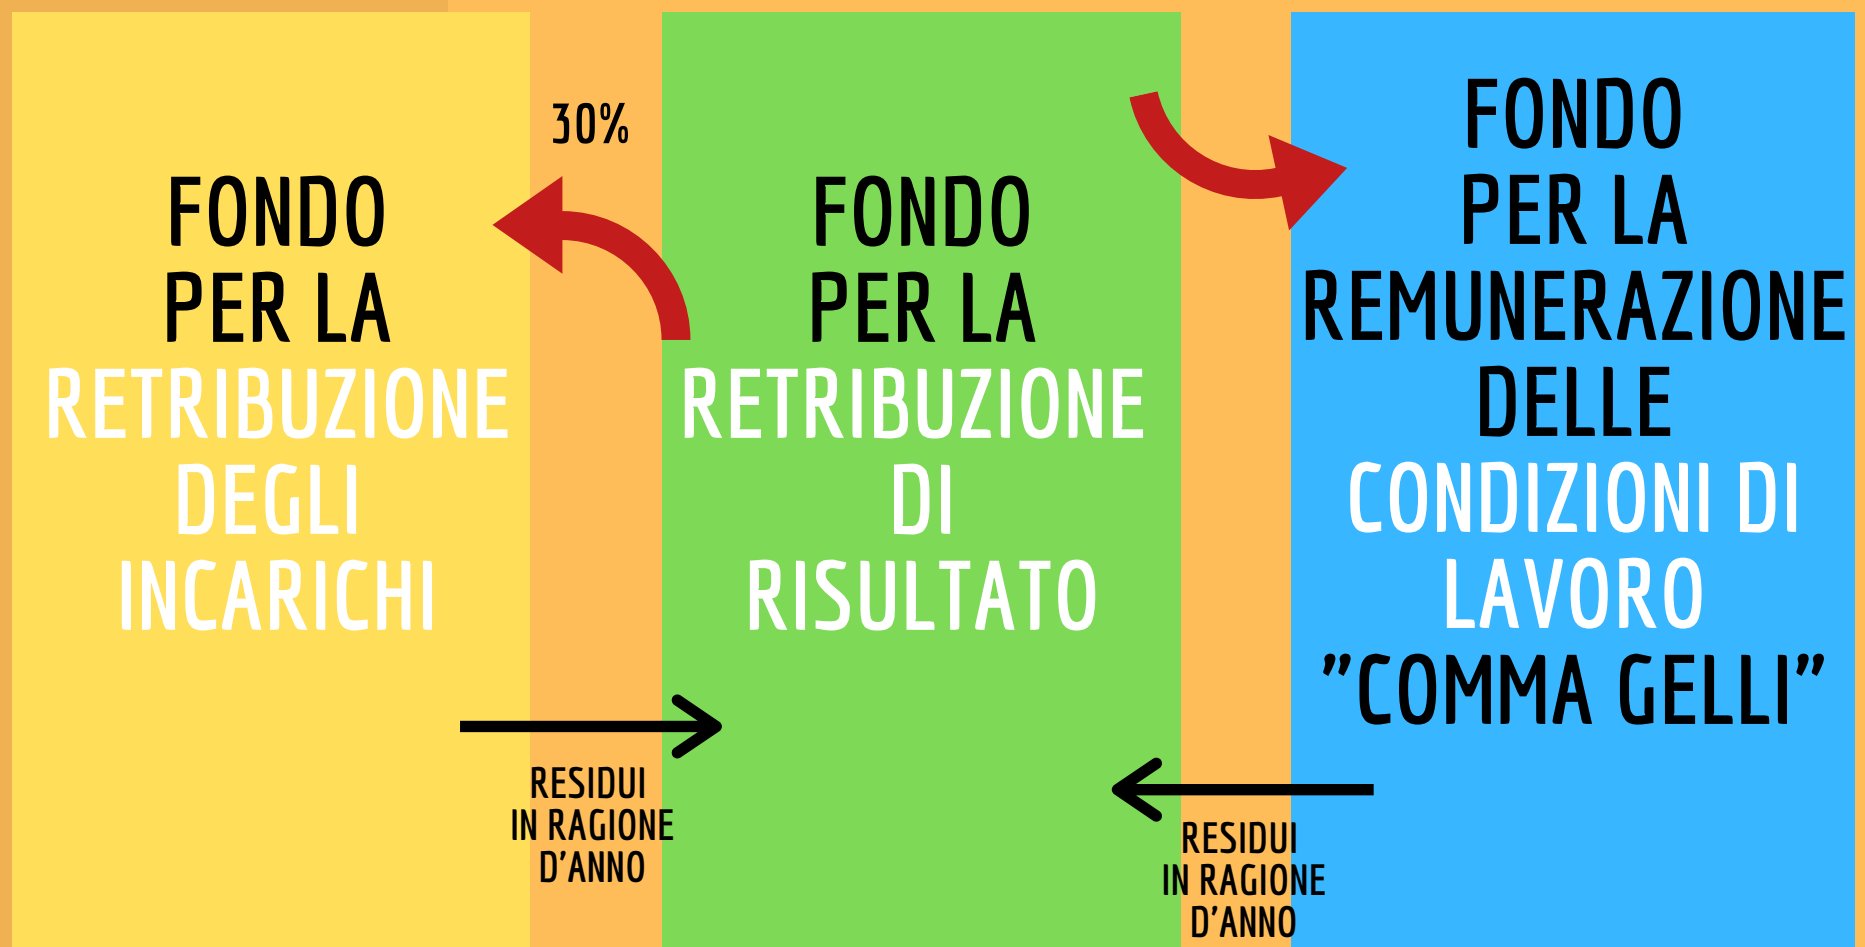 FONDO
PER LA
RETRIBUZIONE
DEGLI
INCARICHI
30%
RESIDUI
IN RAGIONE
D'ANNO
FONDO
PER LA
RETRIBUZIONE
DI
RISULTATO
RESIDUI
IN RAGIONE
D'ANNO
FONDO
PER LA
REMUNERAZIONE
DELLE
CONDIZIONI DI
LAVORO
”COMMA GELLI”